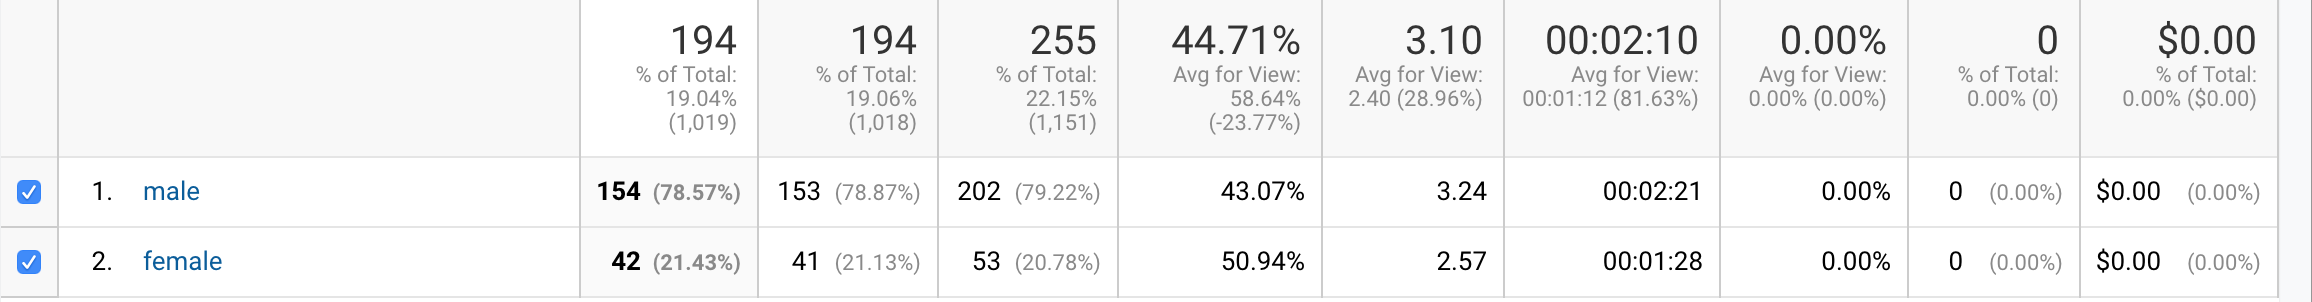 194 194 255 44.71% 3.10 00:02:10 0.00% 0 $0.00
% of Total: % of Total: % of Total: Avg for View: Avg for View: Avg for View: Avg for View: % of Total: % of Total:
19.04% 19.06% 22.15% 58.64% 2.40 (28.96%) 00:01:12 (81.63%) 0.00% (0.00%) 0.00% (0) 0.00% ($0.00)
(1,019) (1,018) (1,151) (-23.77%)
1. male 154 (78.57%) 153 (78.87%) 202 (79.22%) 43.07% 3.24 00:02:21 0.00% 0 (0.00%) $0.00 (0.00%)
2. female 42 (21.43%) 41 (21.13%) 53 (20.78%) 50.94% 2.57 00:01:28 0.00% 0 (0.00%) $0.00 (0.00%)